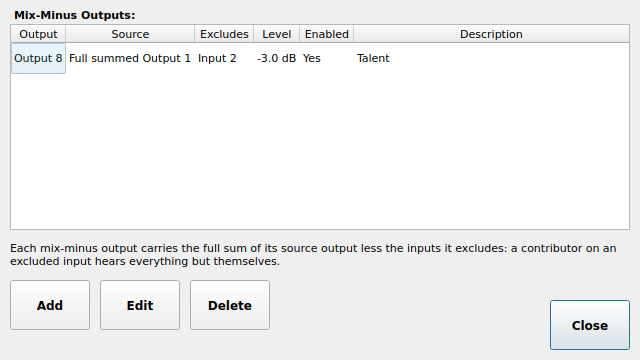 Mix-Minus Outputs:
Output Source Excludes Level Enabled Description
Output 8 Full summed Output 1 Input 2 -3.0 dB Yes Talent
Each mix-minus output carries the full sum of its source output less the inputs it excludes: a contributor on an
excluded input hears everything but themselves.
Add Edit Delete
Close